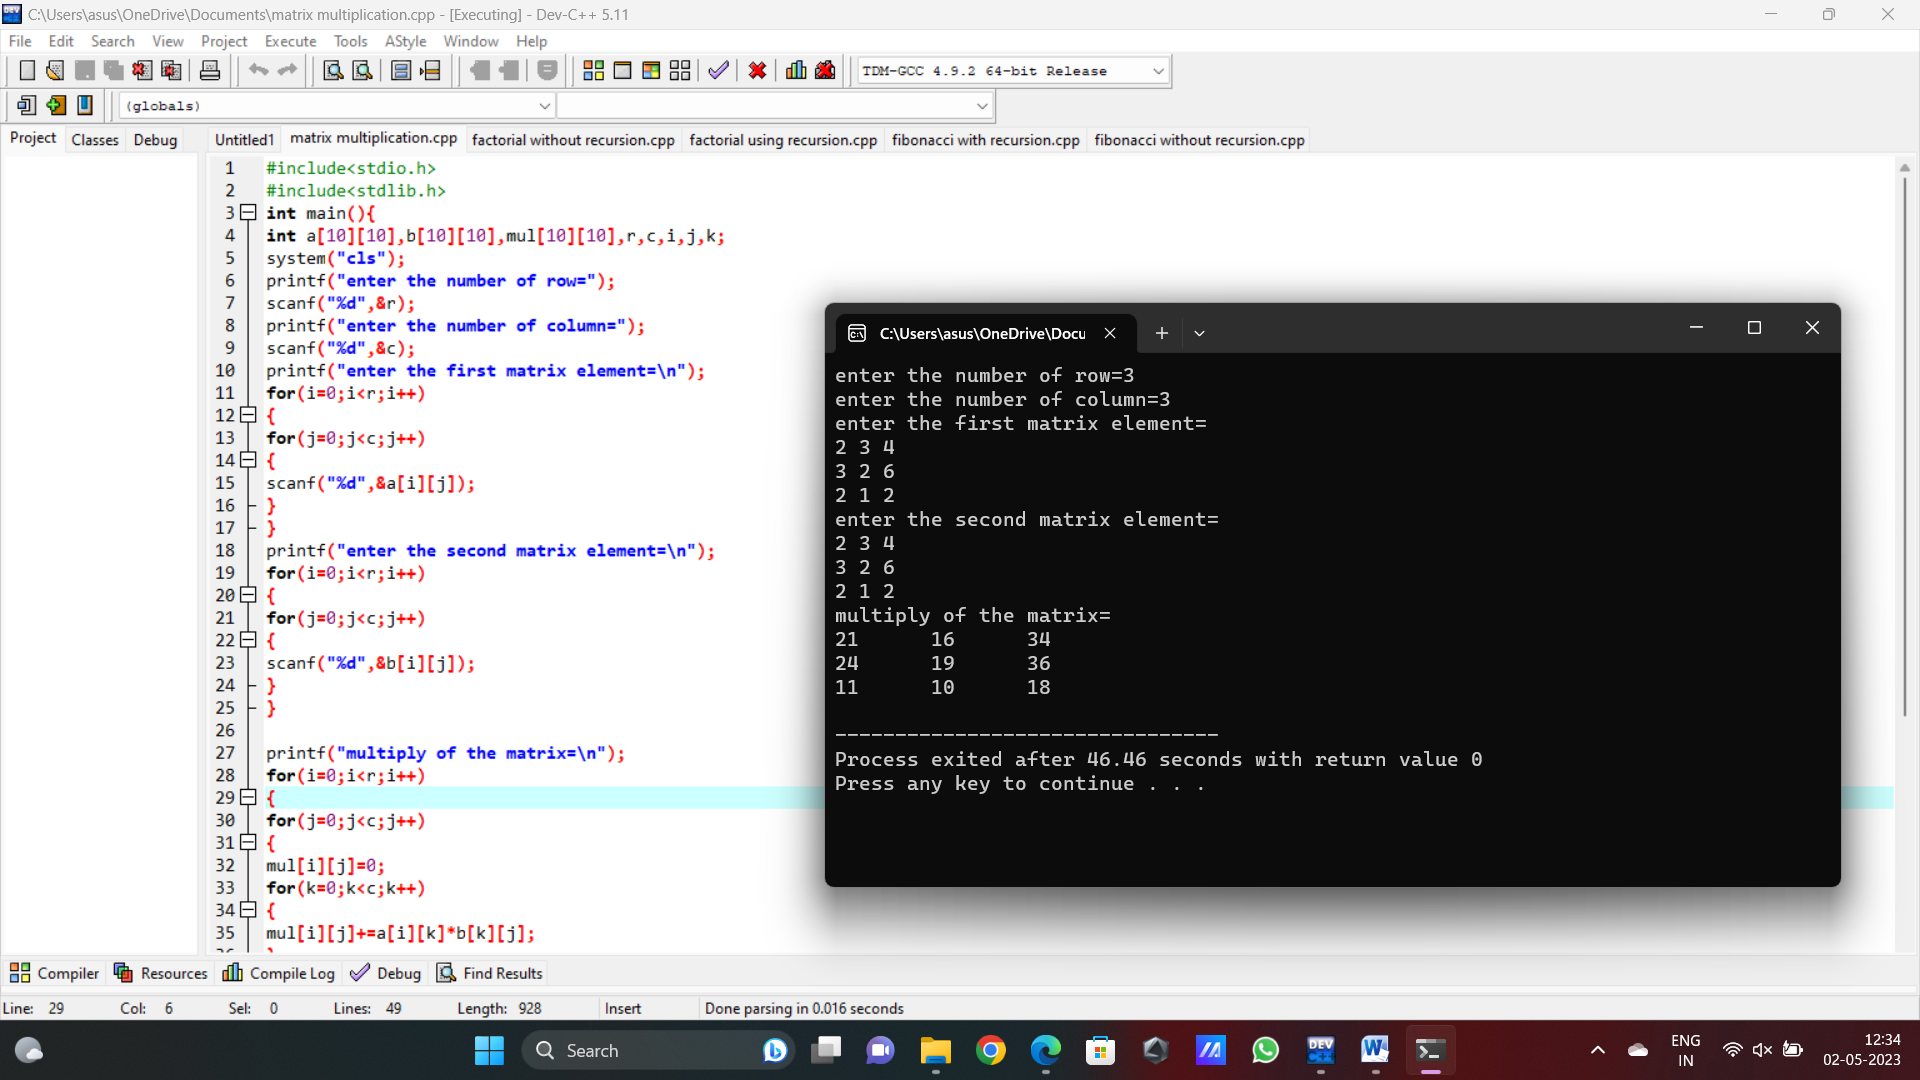 C:\Users\asus\OneDrive\Documents\matrix multiplication.cpp - [Executing] - Dev-C++ 5.11
File Edit Search View Project Execute Tools AStyle Window Help
TDM-GCC 4.9.2 64-bit Release
(globals)
Project Classes Debug
Untitled1 matrix multiplication.cpp factorial without recursion.cpp factorial using recursion.cpp fibonacci with recursion.cpp fibonacci without recursion.cpp
1 #include<stdio.h>
2 #include<stdlib.h>
3 int main(){
4 int a[10][10],b[10][10],mul[10][10],r,c,i,j,k;
5 system("cls");
6 printf("enter the number of row=");
7 scanf("%d",&r);
8 printf("enter the number of column=");
9 scanf("%d",&c);
10 printf("enter the first matrix element=\n");
11 for(i=0;i<r;i++)
12 {
13 for(j=0;j<c;j++)
14 {
15 scanf("%d",&a[i][j]);
16 }
17 }
18 printf("enter the second matrix element=\n");
19 for(i=0;i<r;i++)
20 {
21 for(j=0;j<c;j++)
22 {
23 scanf("%d",&b[i][j]);
24 }
25 }
26
27 printf("multiply of the matrix=\n");
28 for(i=0;i<r;i++)
29 {
30 for(j=0;j<c;j++)
31 {
32 mul[i][j]=0;
33 for(k=0;k<c;k++)
34 {
35 mul[i][j]+=a[i][k]*b[k][j];
C:\Users\asus\OneDrive\Docu
enter the number of row=3
enter the number of column=3
enter the first matrix element=
2 3 4
3 2 6
2 1 2
enter the second matrix element=
2 3 4
3 2 6
2 1 2
multiply of the matrix=
21 16 34
24 19 36
11 10 18
--------------------------------
Process exited after 46.46 seconds with return value 0
Press any key to continue . . .
Compiler Resources Compile Log Debug Find Results
Line: 29 Col: 6 Sel: 0 Lines: 49 Length: 928 Insert Done parsing in 0.016 seconds
Search
DEV
W
ENG
IN
12:34
02-05-2023